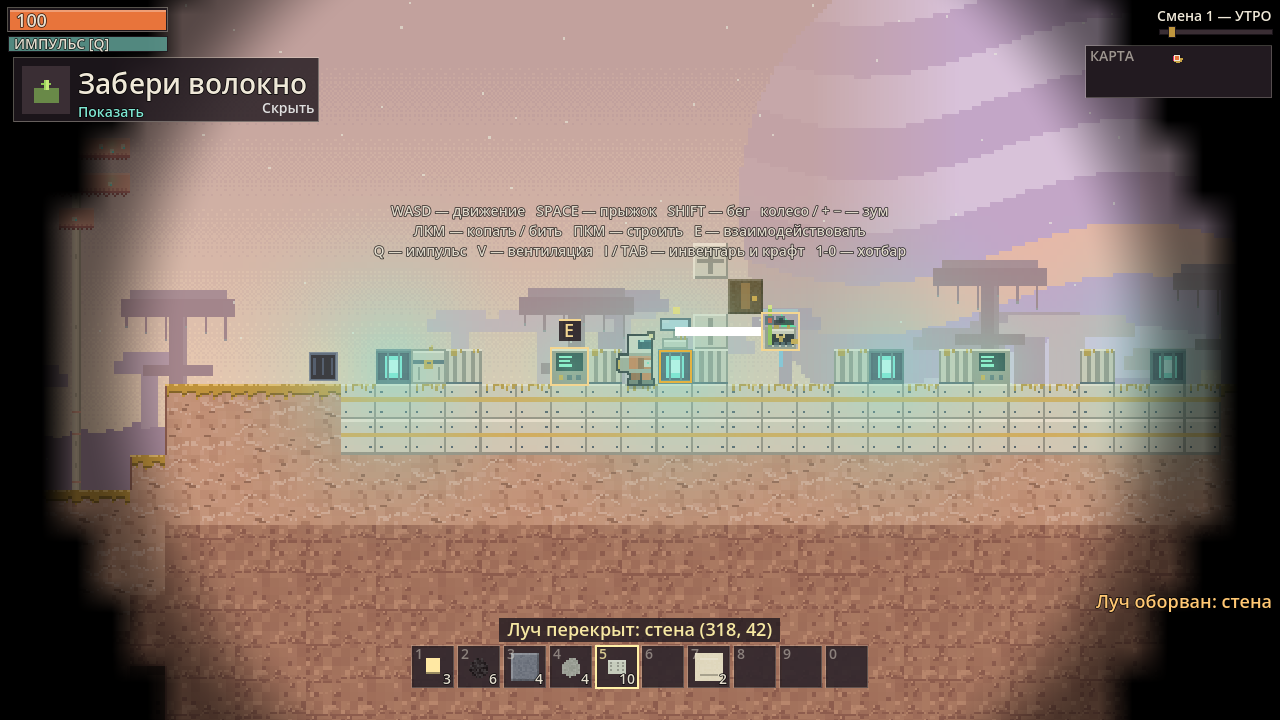 100
ИМПУЛЬС [Q]
Забери волокно
Показать
Скрыть
Смена 1 — УТРО
КАРТА
WASD — движение SPACE — прыжок SHIFT — бег колесо / + − — зум
ЛКМ — копать / бить ПКМ — строить E — взаимодействовать
Q — импульс V — вентиляция I / TAB — инвентарь и крафт 1-0 — хотбар
E
Луч оборван: стена
Луч перекрыт: стена (318, 42)
1 2 3 4 5 6 7 8 9 0
3 6 4 4 10 2